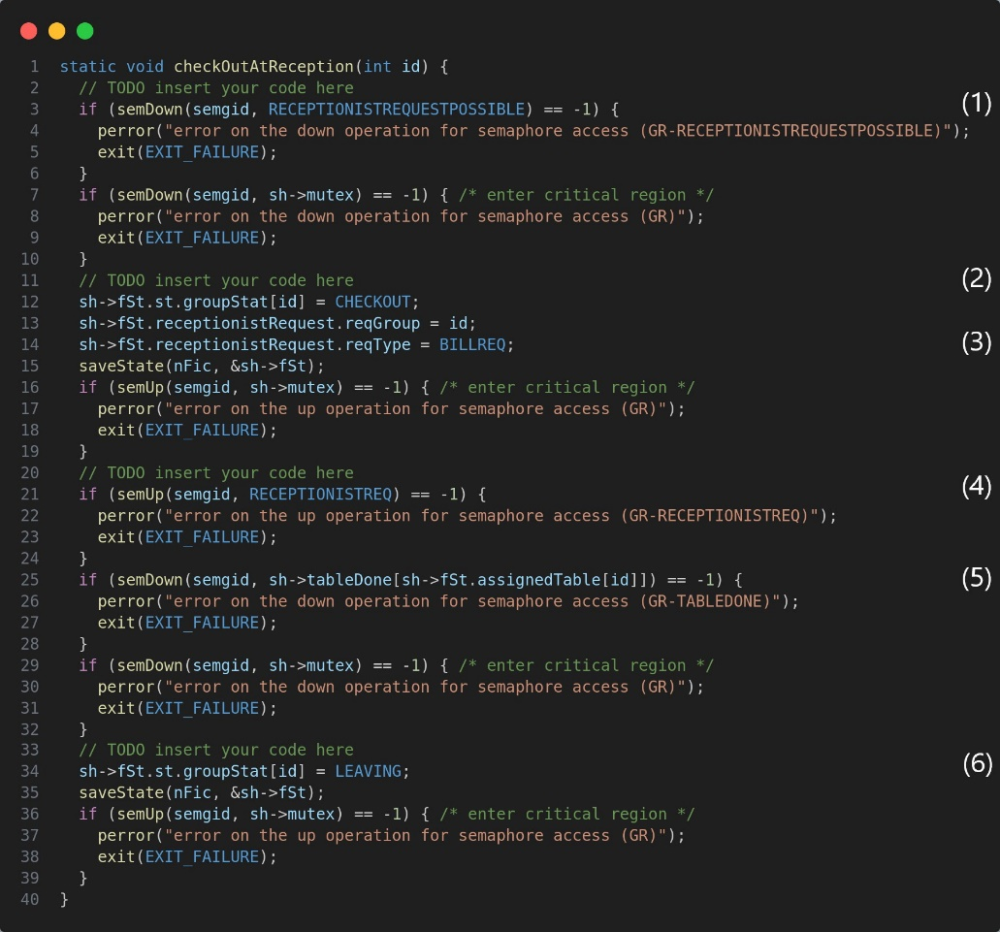 1 static void checkOutAtReception(int id) {
2 // TODO insert your code here
3 if (semDown(semgid, RECEPTIONISTREQUESTPOSSIBLE) == -1) { (1)
4 perror("error on the down operation for semaphore access (GR-RECEPTIONISTREQUESTPOSSIBLE)");
5 exit(EXIT_FAILURE);
6 }
7 if (semDown(semgid, sh->mutex) == -1) { /* enter critical region */
8 perror("error on the down operation for semaphore access (GR)");
9 exit(EXIT_FAILURE);
10 }
11 // TODO insert your code here (2)
12 sh->fSt.st.groupStat[id] = CHECKOUT;
13 sh->fSt.receptionistRequest.reqGroup = id;
14 sh->fSt.receptionistRequest.reqType = BILLREQ; (3)
15 saveState(nFic, &sh->fSt);
16 if (semUp(semgid, sh->mutex) == -1) { /* enter critical region */
17 perror("error on the up operation for semaphore access (GR)");
18 exit(EXIT_FAILURE);
19 }
20 // TODO insert your code here
21 if (semUp(semgid, RECEPTIONISTREQ) == -1) { (4)
22 perror("error on the up operation for semaphore access (GR-RECEPTIONISTREQ)");
23 exit(EXIT_FAILURE);
24 }
25 if (semDown(semgid, sh->tableDone[sh->fSt.assignedTable[id]]) == -1) { (5)
26 perror("error on the down operation for semaphore access (GR-TABLEDONE)");
27 exit(EXIT_FAILURE);
28 }
29 if (semDown(semgid, sh->mutex) == -1) { /* enter critical region */
30 perror("error on the down operation for semaphore access (GR)");
31 exit(EXIT_FAILURE);
32 }
33 // TODO insert your code here
34 sh->fSt.st.groupStat[id] = LEAVING; (6)
35 saveState(nFic, &sh->fSt);
36 if (semUp(semgid, sh->mutex) == -1) { /* enter critical region */
37 perror("error on the up operation for semaphore access (GR)");
38 exit(EXIT_FAILURE);
39 }
40 }